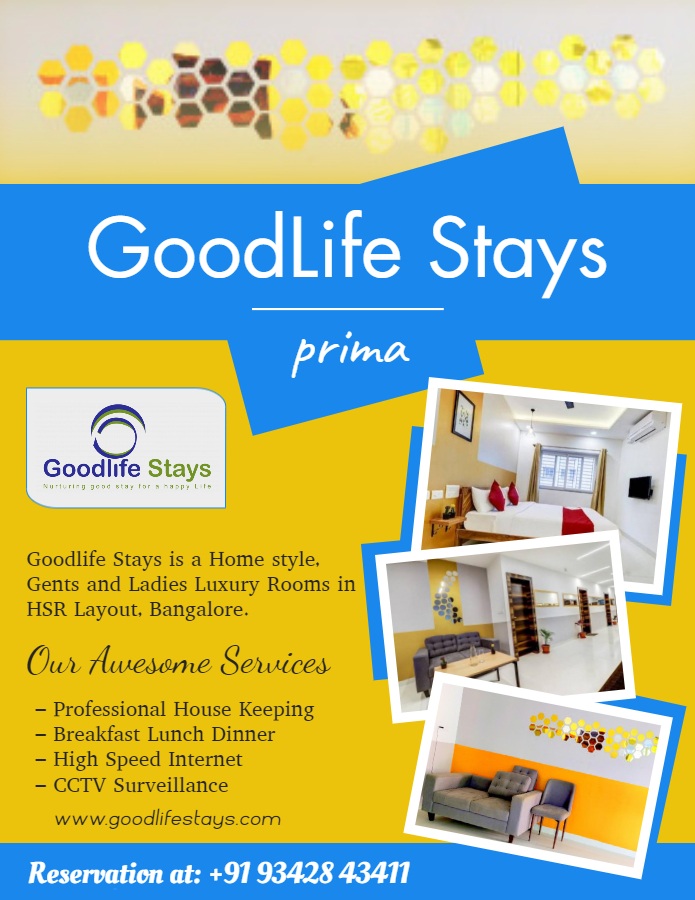 GoodLife Stays
prima
Goodlife Stays
Nurturing good stay for a happy Life
Goodlife Stays is a Home style,
Gents and Ladies Luxury Rooms in
HSR Layout, Bangalore.
Our Awesome Services
– Professional House Keeping
– Breakfast Lunch Dinner
– High Speed Internet
– CCTV Surveillance
www.goodlifestays.com
Reservation at: +91 93428 43411